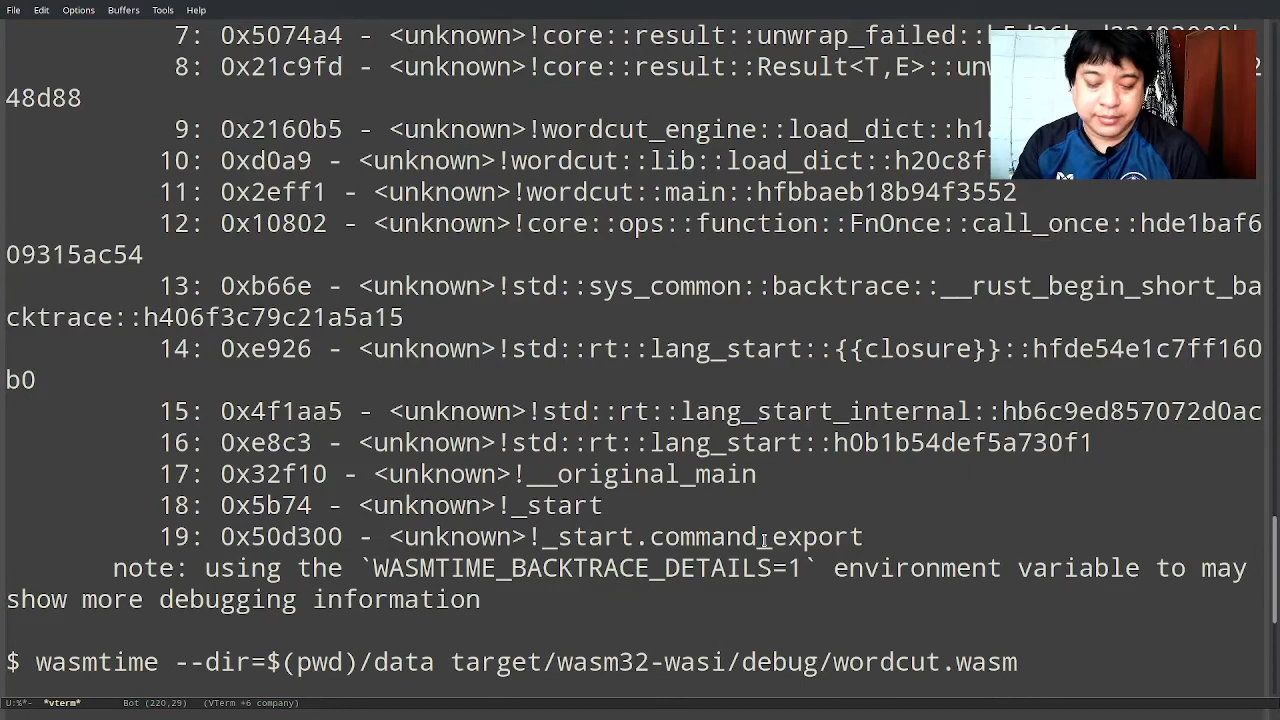 File Edit Options Buffers Tools Help
7: 0x5074a4 - <unknown>!core::result::unwrap_failed::
8: 0x21c9fd - <unknown>!core::result::Result<T,E>::un 2
48d88
9: 0x2160b5 - <unknown>!wordcut_engine::load_dict::h1
10: 0xd0a9 - <unknown>!wordcut::lib::load_dict::h20c8f
11: 0x2eff1 - <unknown>!wordcut::main::hfbbaeb18b94f3552
12: 0x10802 - <unknown>!core::ops::function::FnOnce::call_once::hde1baf6
09315ac54
13: 0xb66e - <unknown>!std::sys_common::backtrace::__rust_begin_short_ba
cktrace::h406f3c79c21a5a15
14: 0xe926 - <unknown>!std::rt::lang_start::{{closure}}::hfde54e1c7ff160
b0
15: 0x4f1aa5 - <unknown>!std::rt::lang_start_internal::hb6c9ed857072d0ac
16: 0xe8c3 - <unknown>!std::rt::lang_start::h0b1b54def5a730f1
17: 0x32f10 - <unknown>!__original_main
18: 0x5b74 - <unknown>!_start
19: 0x50d300 - <unknown>!_start.command_export
note: using the `WASMTIME_BACKTRACE_DETAILS=1` environment variable to may
show more debugging information
$ wasmtime --dir=$(pwd)/data target/wasm32-wasi/debug/wordcut.wasm
U:%*- *vterm* Bot (220,29) (VTerm +6 company)